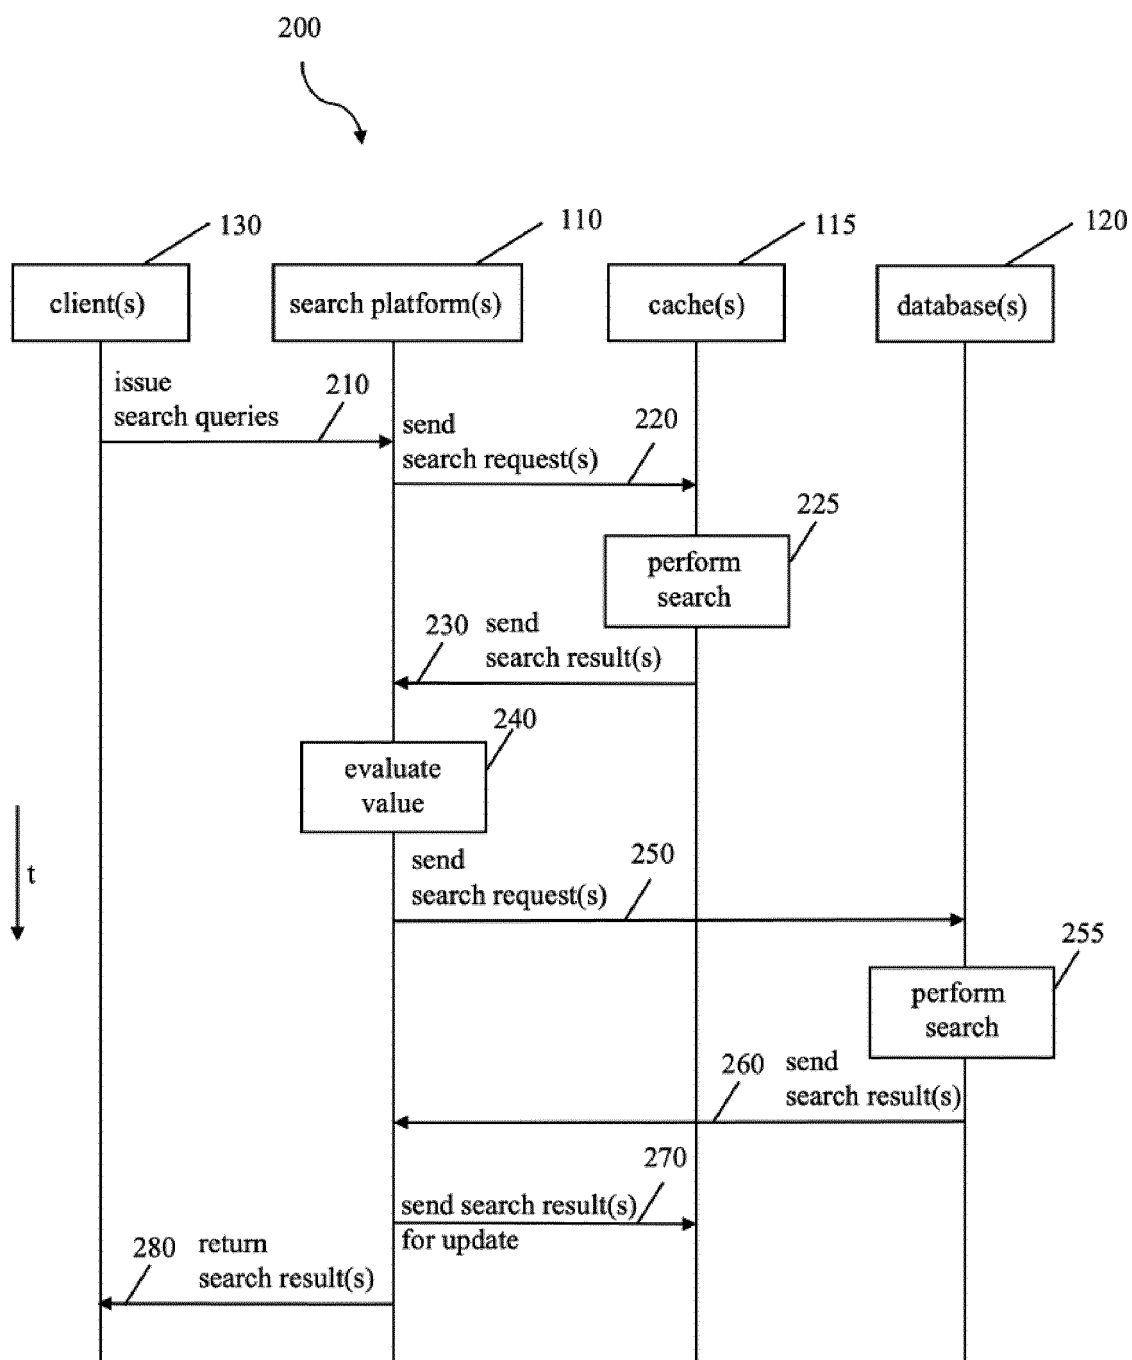 200
130
110
115
120
client(s)
search platform(s)
cache(s)
database(s)
issue
search queries
210
send
search request(s)
220
225
perform
search
230
send
search result(s)
240
evaluate
value
send
search request(s)
250
t
255
perform
search
260
send
search result(s)
270
send search result(s)
for update
280
return
search result(s)